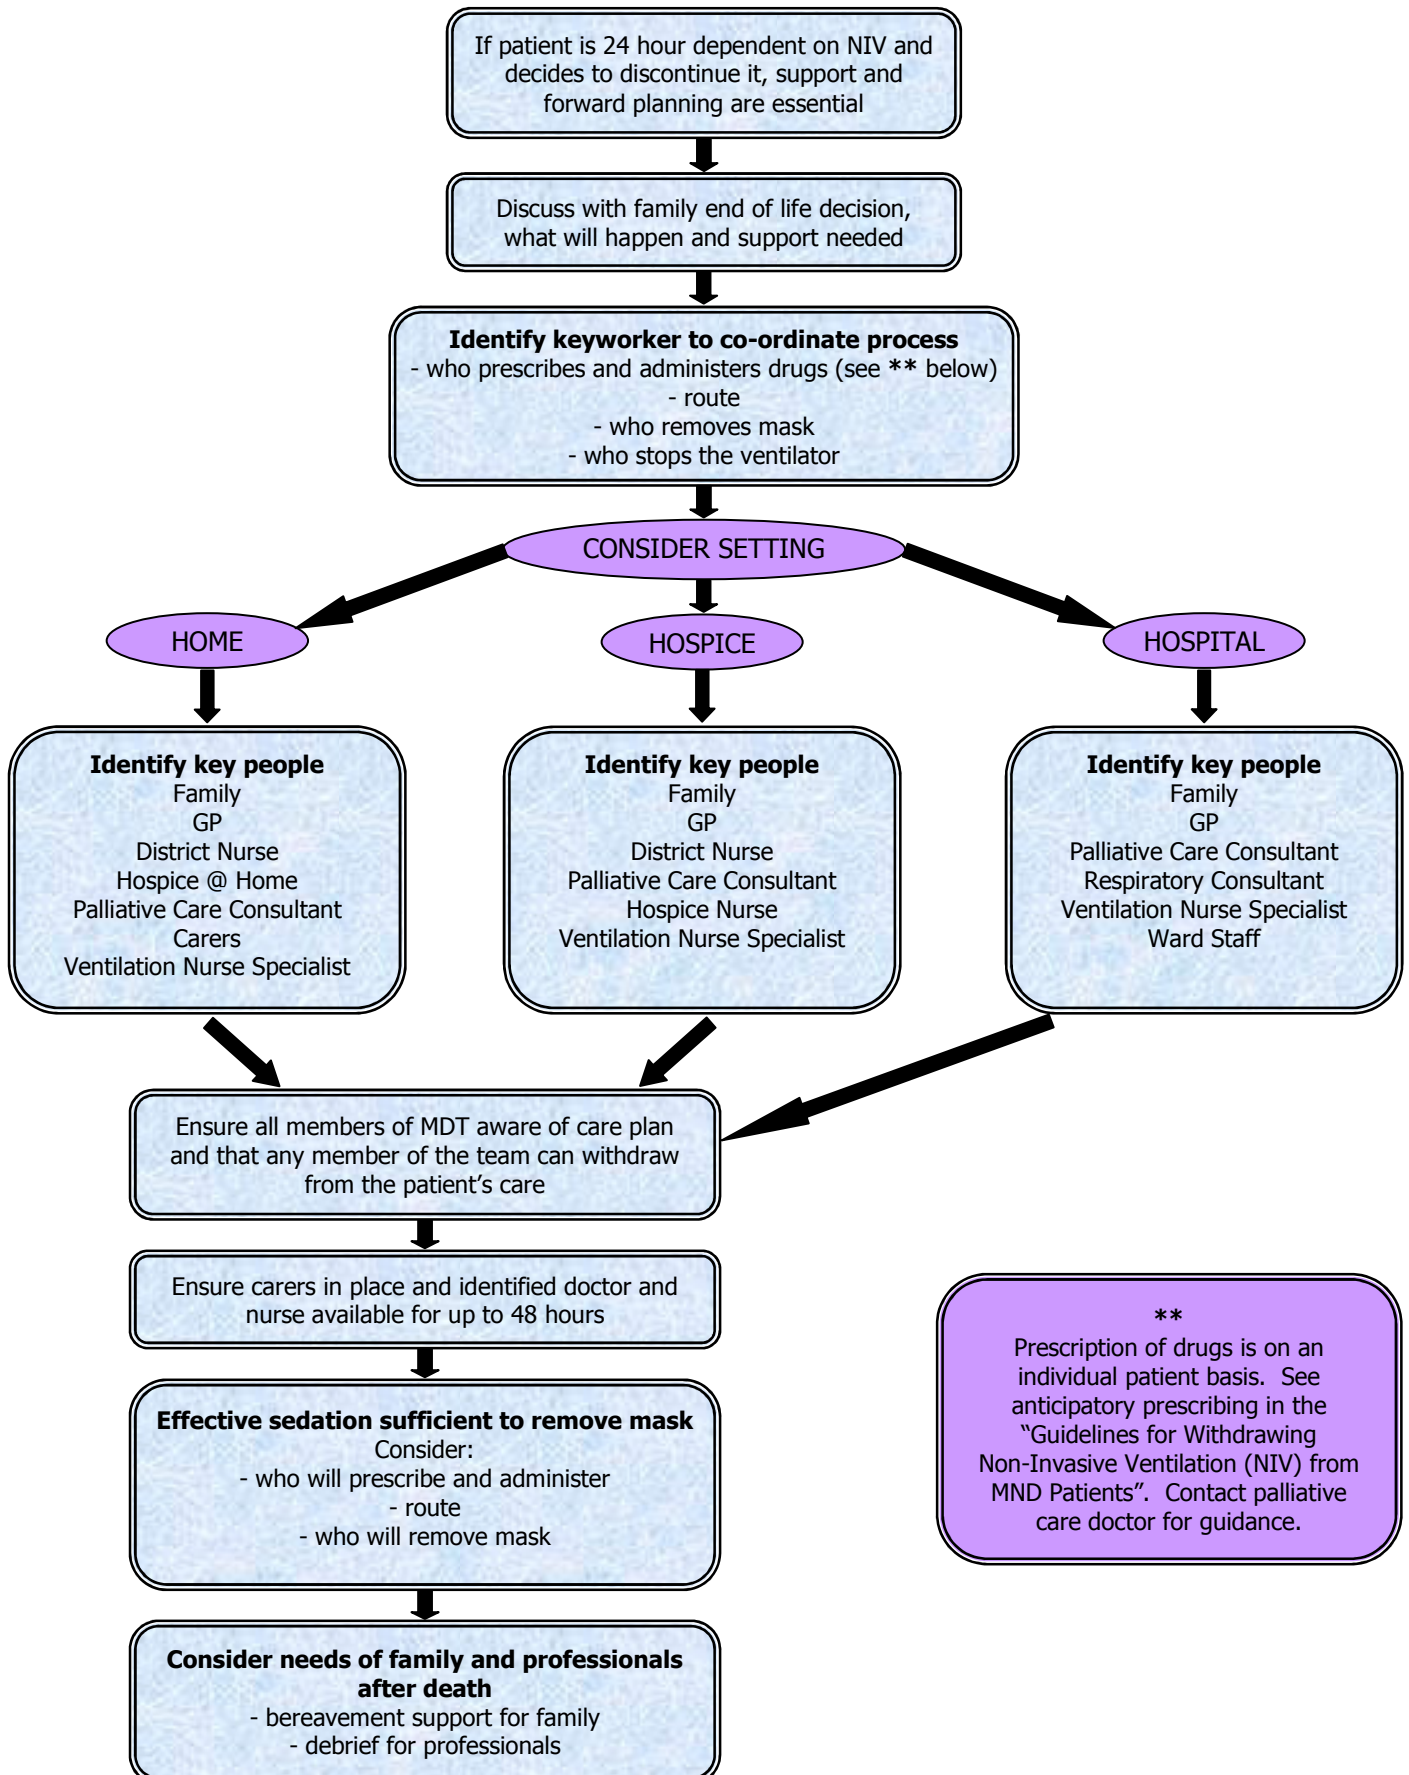 If patient is 24 hour dependent on NIV and
decides to discontinue it, support and
forward planning are essential
Discuss with family end of life decision,
what will happen and support needed
Identify keyworker to co-ordinate process
- who prescribes and administers drugs (see ** below)
- route
- who removes mask
- who stops the ventilator
CONSIDER SETTING
HOME
HOSPICE
HOSPITAL
Identify key people
Family
GP
District Nurse
Hospice @ Home
Palliative Care Consultant
Carers
Ventilation Nurse Specialist
Identify key people
Family
GP
District Nurse
Palliative Care Consultant
Hospice Nurse
Ventilation Nurse Specialist
Identify key people
Family
GP
Palliative Care Consultant
Respiratory Consultant
Ventilation Nurse Specialist
Ward Staff
Ensure all members of MDT aware of care plan
and that any member of the team can withdraw
from the patient’s care
Ensure carers in place and identified doctor and
nurse available for up to 48 hours
Effective sedation sufficient to remove mask
Consider:
- who will prescribe and administer
- route
- who will remove mask
Consider needs of family and professionals
after death
- bereavement support for family
- debrief for professionals
**
Prescription of drugs is on an
individual patient basis.  See
anticipatory prescribing in the
“Guidelines for Withdrawing
Non-Invasive Ventilation (NIV) from
MND Patients”.  Contact palliative
care doctor for guidance.